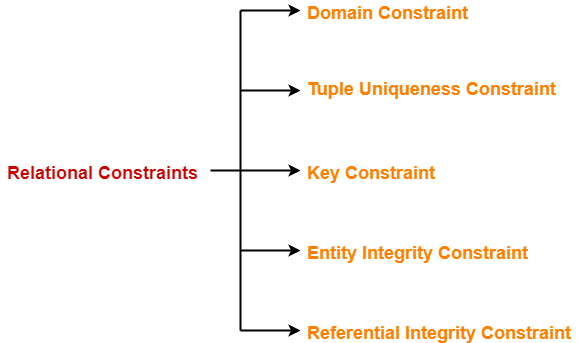 Domain Constraint
Tuple Uniqueness Constraint
Relational Constraints
Key Constraint
Entity Integrity Constraint
Referential Integrity Constraint